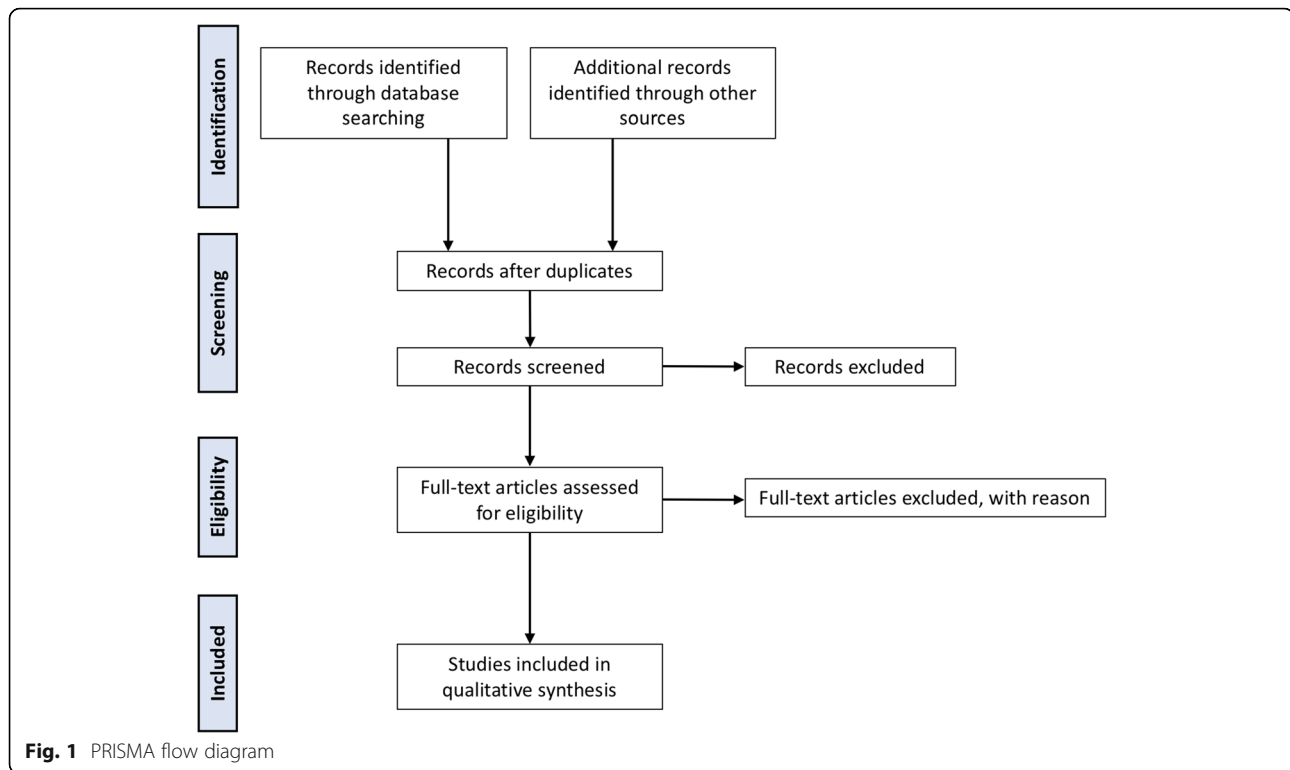 Identification
Records identified
through database
searching
Additional records
identified through other
sources
Screening
Records after duplicates
Records screened
Records excluded
Eligibility
Full-text articles assessed
for eligibility
Full-text articles excluded, with reason
Included
Studies included in
qualitative synthesis
Fig. 1 PRISMA flow diagram